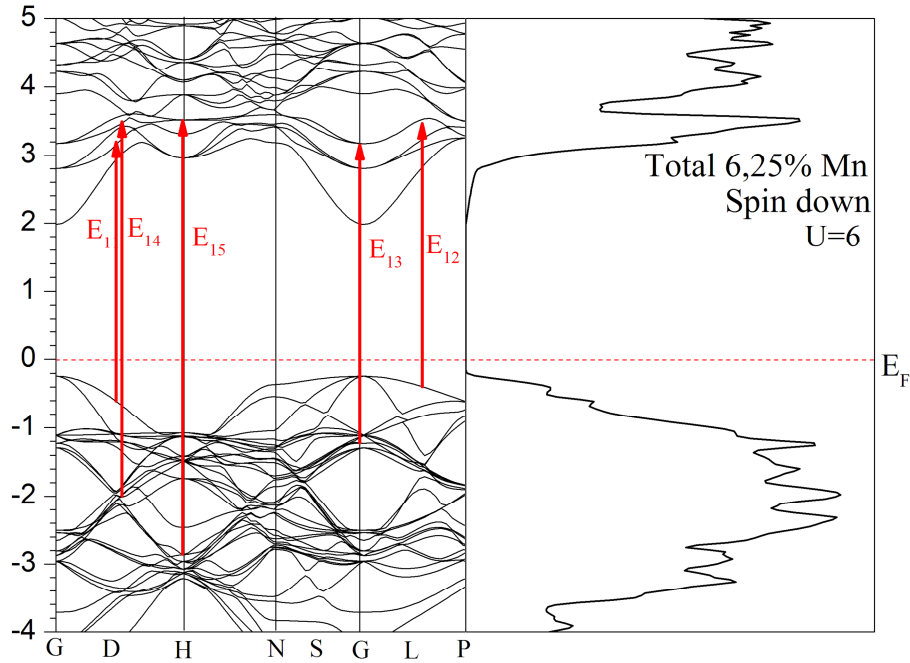 5
4
3
2
1
0
-1
-2
-3
-4
E1 E14
E15
E13
E12
Total 6,25% Mn
Spin down
U=6
EF
G D H N S G L P